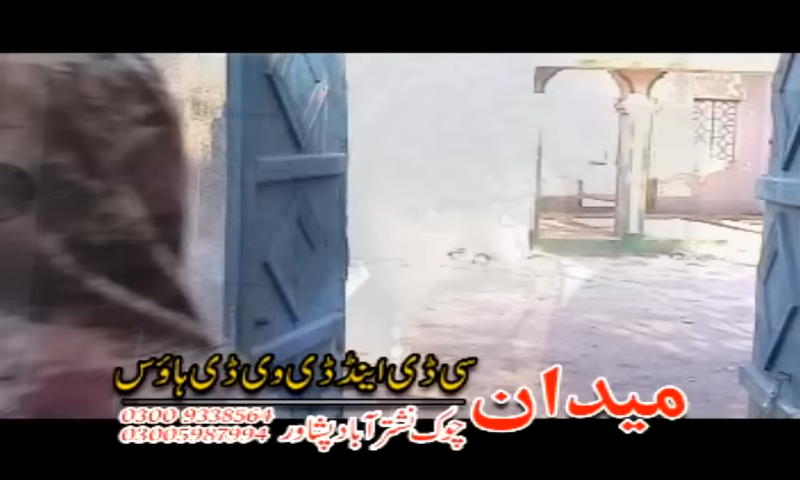 میدان
سی ڈی اینڈ ڈی وی ڈی ہاؤس
چوک نشتر آباد پشاور
0300 9338564
03005987994